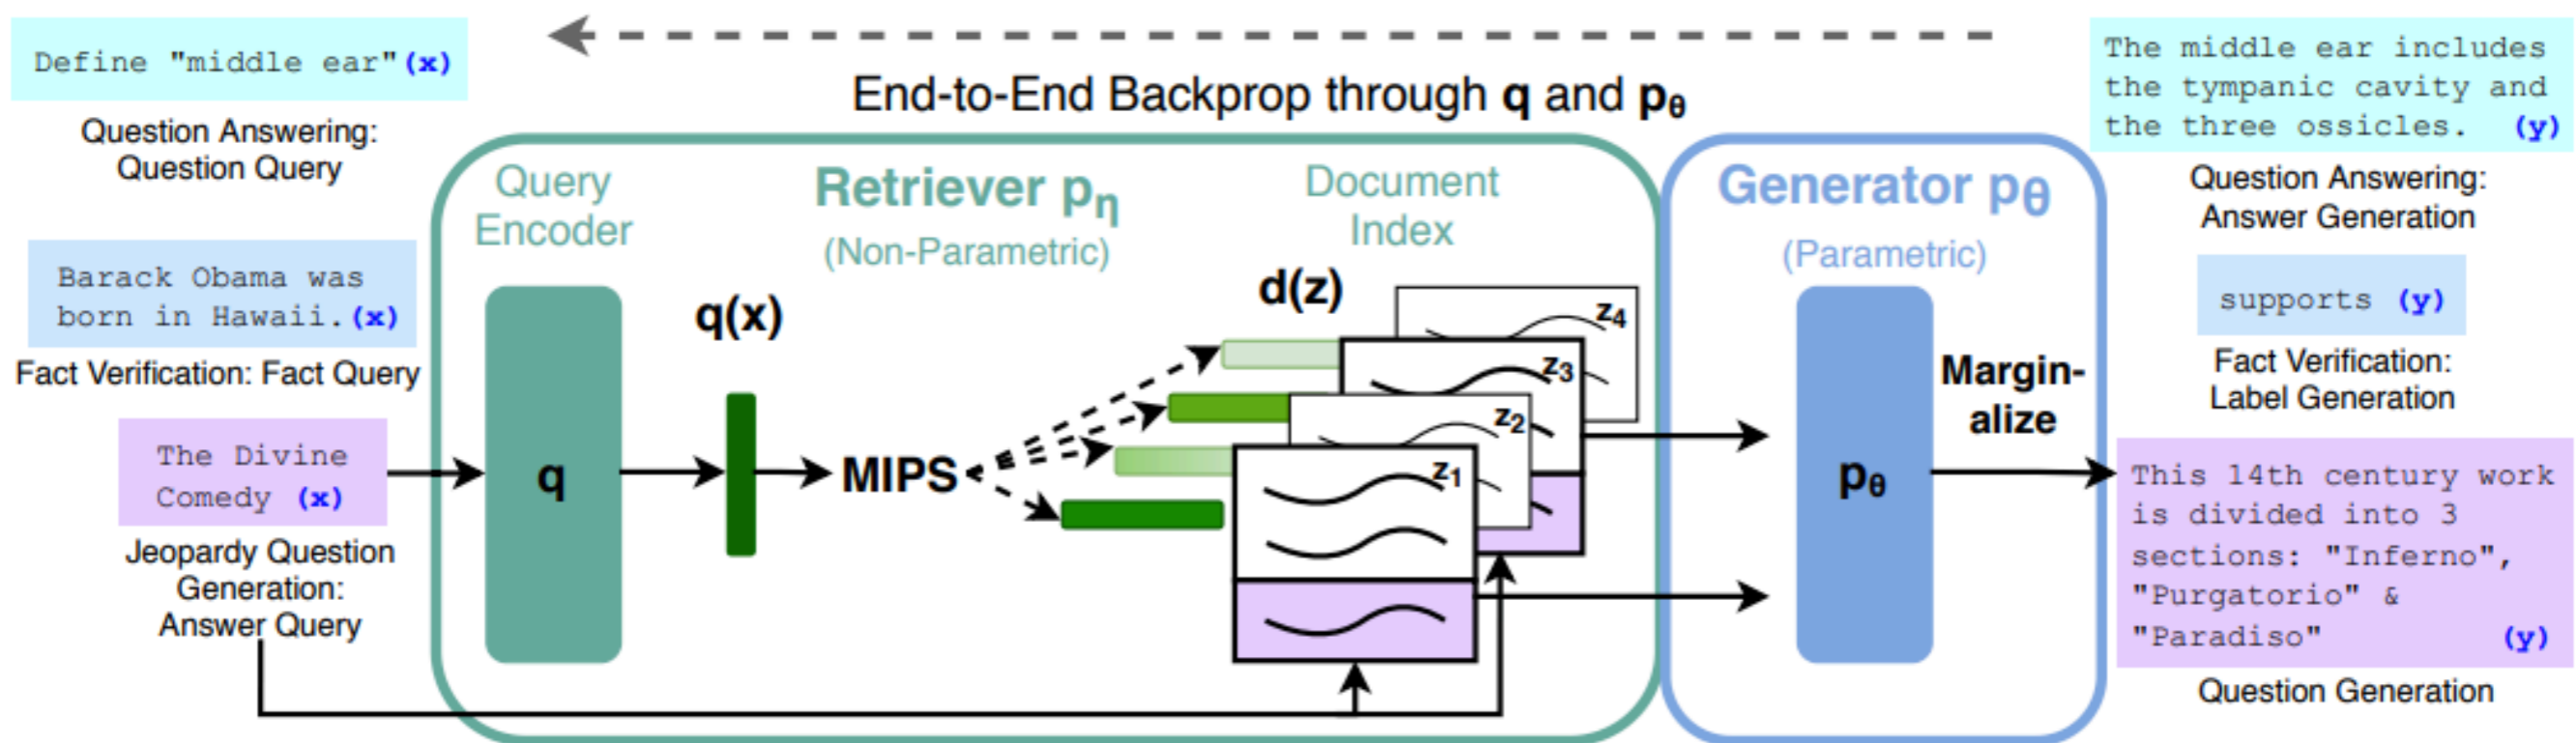 Define "middle ear" (x)
Question Answering:
Question Query
Barack Obama was
born in Hawaii. (x)
Fact Verification: Fact Query
The Divine
Comedy (x)
Jeopardy Question
Generation:
Answer Query
End-to-End Backprop through q and pθ
Query
Encoder
Retriever pη
(Non-Parametric)
Document
Index
q
q(x)
MIPS
d(z)
z4
z3
z2
z1
Generator pθ
(Parametric)
pθ
Margin-
alize
The middle ear includes
the tympanic cavity and
the three ossicles. (y)
Question Answering:
Answer Generation
supports (y)
Fact Verification:
Label Generation
This 14th century work
is divided into 3
sections: "Inferno",
"Purgatorio" &
"Paradiso" (y)
Question Generation